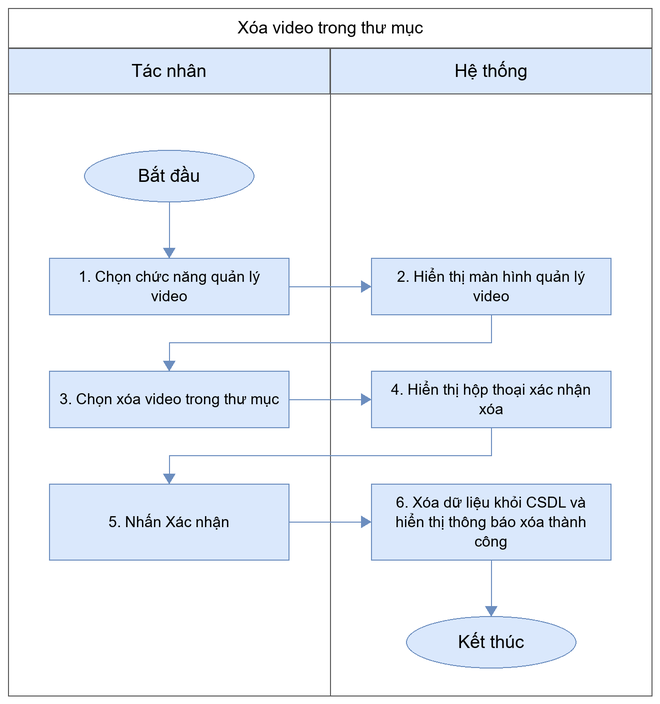 Xóa video trong thư mục
Tác nhân
Hệ thống
Bắt đầu
1. Chọn chức năng quản lý
video
2. Hiển thị màn hình quản lý
video
3. Chọn xóa video trong thư mục
4. Hiển thị hộp thoại xác nhận
xóa
5. Nhấn Xác nhận
6. Xóa dữ liệu khỏi CSDL và
hiển thị thông báo xóa thành
công
Kết thúc